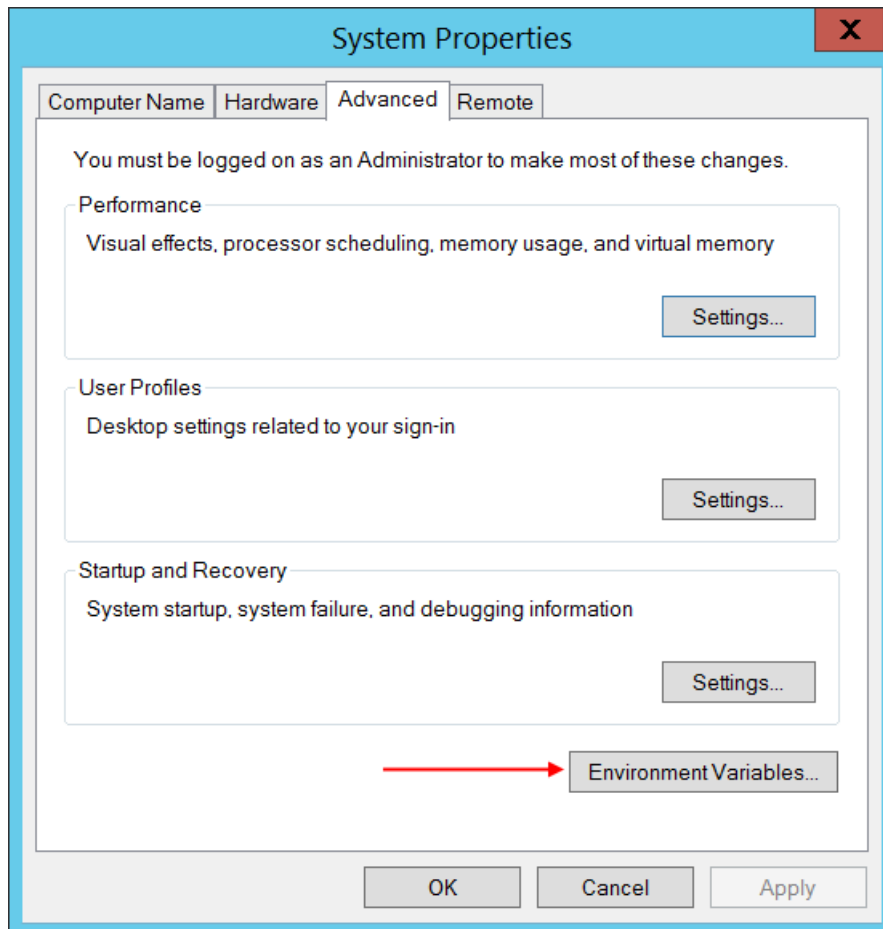 System Properties
X
Computer Name Hardware Advanced Remote
You must be logged on as an Administrator to make most of these changes.
Performance
Visual effects, processor scheduling, memory usage, and virtual memory
Settings...
User Profiles
Desktop settings related to your sign-in
Settings...
Startup and Recovery
System startup, system failure, and debugging information
Settings...
Environment Variables...
OK Cancel Apply